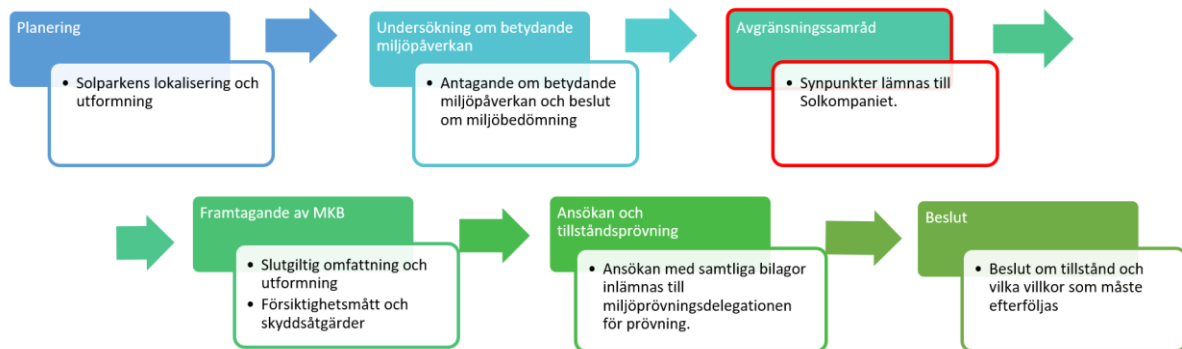 Planering
• Solparkens lokalisering och
utformning
Undersökning om betydande
miljöpåverkan
• Antagande om betydande
miljöpåverkan och beslut
om miljöbedömning
Avgränsningssamråd
• Synpunkter lämnas till
Solkompaniet.
Framtagande av MKB
• Slutgiltig omfattning och
utformning
• Försiktighetsmått och
skyddsåtgärder
Ansökan och
tillståndsprövning
• Ansökan med samtliga bilagor
inlämnas till
miljöprövningsdelegationen
för prövning.
Beslut
• Beslut om tillstånd och
vilka villkor som måste
efterföljas